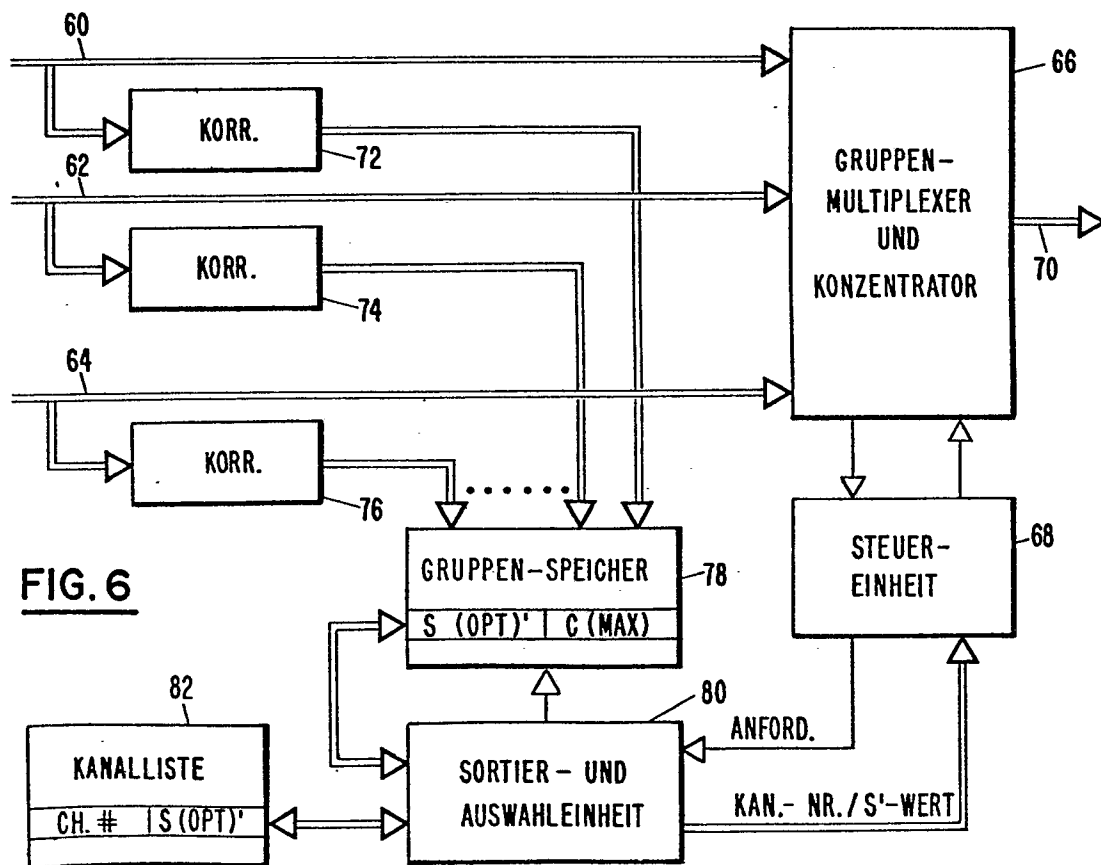 60
66
KORR.
72
62
GRUPPEN-
MULTIPLEXER
UND
KONZENTRATOR
70
KORR.
74
64
KORR.
76
68
STEUER-
EINHEIT
FIG. 6
GRUPPEN-SPEICHER
78
S (OPT)' | C (MAX)
82
80
ANFORD.
KANALLISTE
SORTIER- UND
AUSWAHLEINHEIT
CH. # | S (OPT)'
KAN.- NR./S'-WERT